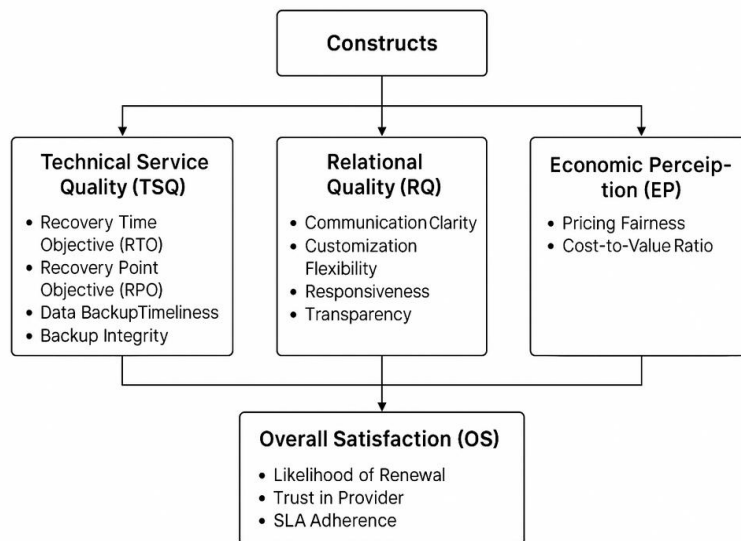 Constructs
Technical Service
Quality (TSQ)
• Recovery Time
Objective (RTO)
• Recovery Point
Objective (RPO)
• Data BackupTimeliness
• Backup Integrity
Relational
Quality (RQ)
• Communication Clarity
• Customization
Flexibility
• Responsiveness
• Transparency
Economic Perceip-
tion (EP)
• Pricing Fairness
• Cost-to-Value Ratio
Overall Satisfaction (OS)
• Likelihood of Renewal
• Trust in Provider
• SLA Adherence